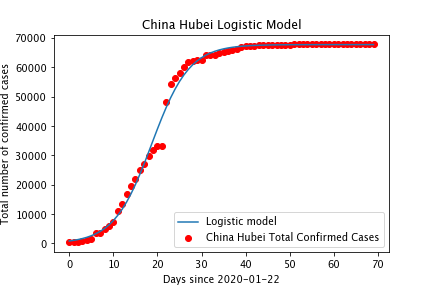 China Hubei Logistic Model
Total number of confirmed cases
70000
60000
50000
40000
30000
20000
10000
0
Logistic model
China Hubei Total Confirmed Cases
0 10 20 30 40 50 60 70
Days since 2020-01-22